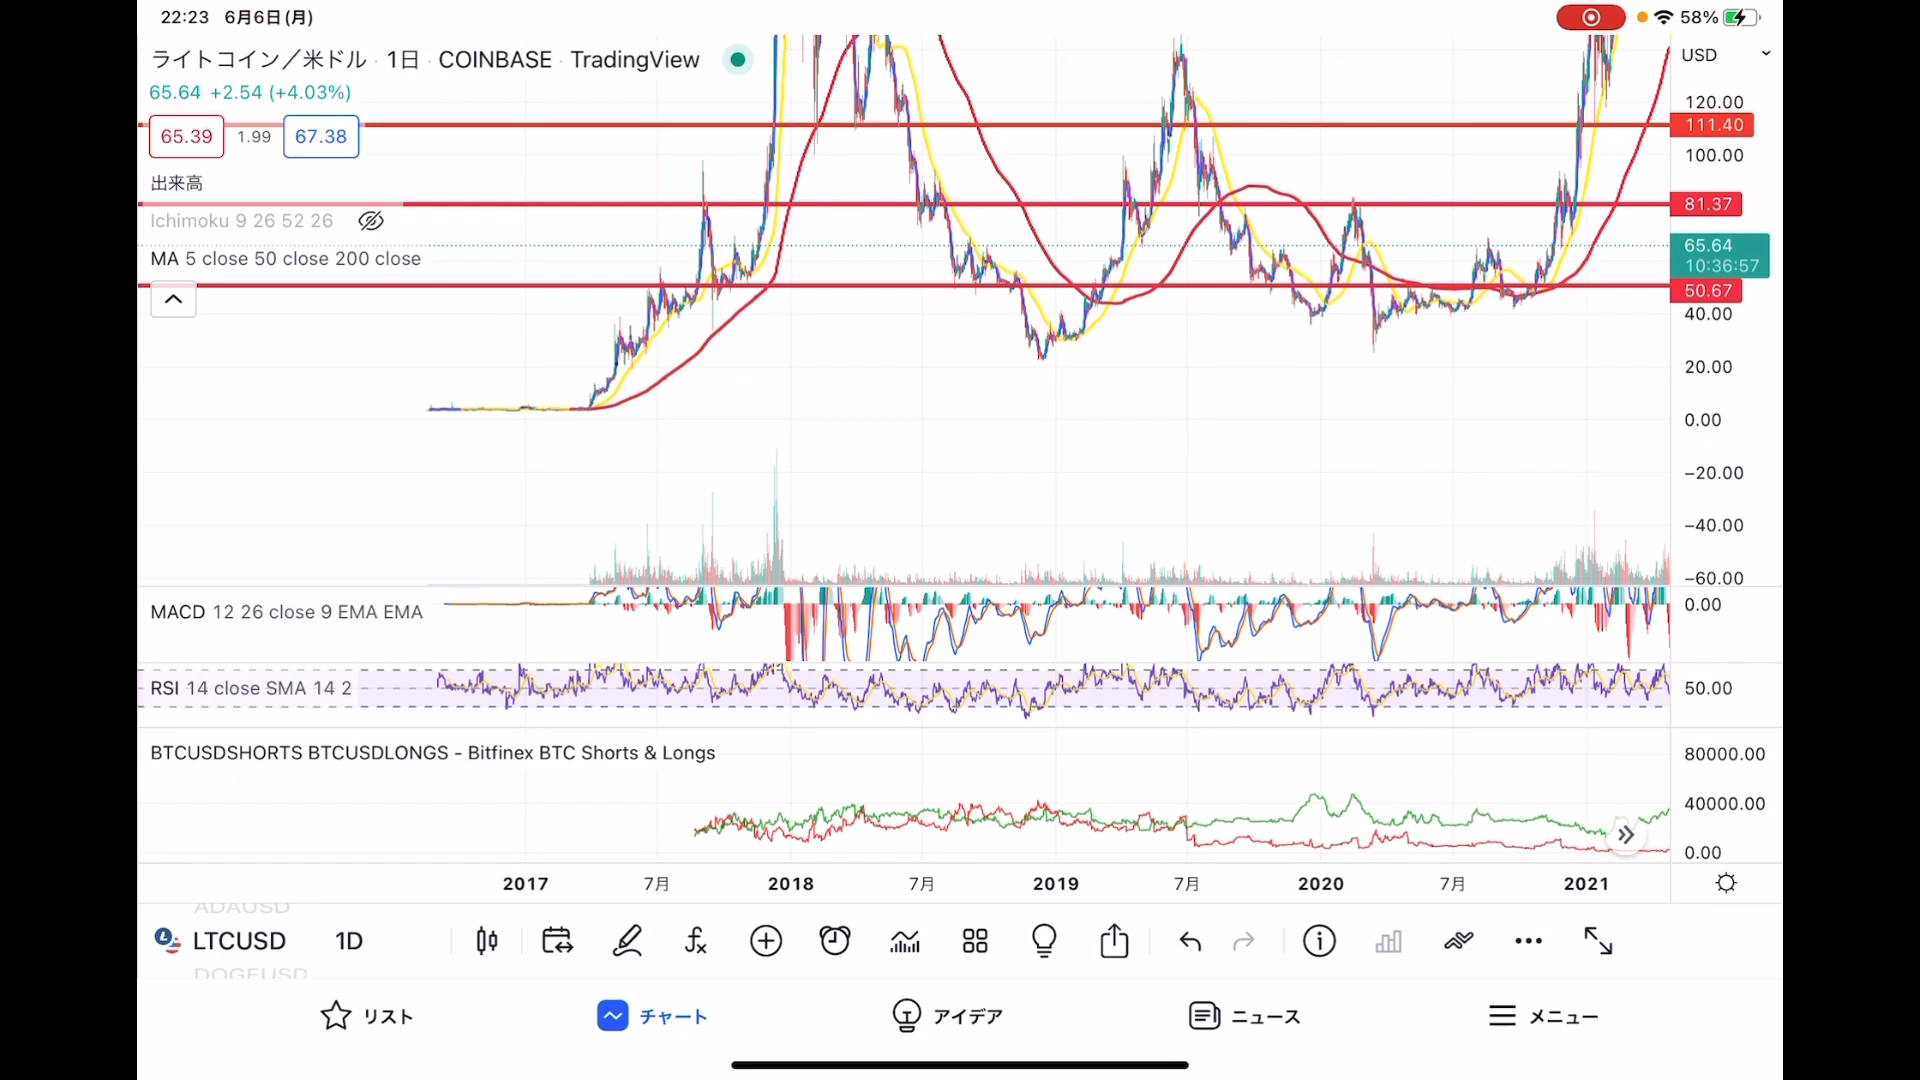 22:23 6月6日(月)
58%
ライトコイン／米ドル · 1日 · COINBASE · TradingView
USD
65.64 +2.54 (+4.03%)
120.00
111.40
65.39 1.99 67.38
100.00
出来高
81.37
Ichimoku 9 26 52 26
65.64
10:36:57
MA 5 close 50 close 200 close
50.67
40.00
20.00
0.00
−20.00
−40.00
−60.00
MACD 12 26 close 9 EMA EMA
0.00
RSI 14 close SMA 14 2
50.00
BTCUSDSHORTS BTCUSDLONGS - Bitfinex BTC Shorts & Longs
80000.00
40000.00
0.00
2017 7月 2018 7月 2019 7月 2020 7月 2021
ADAUSD
LTCUSD 1D
DOGEUSD
リスト チャート アイデア ニュース メニュー